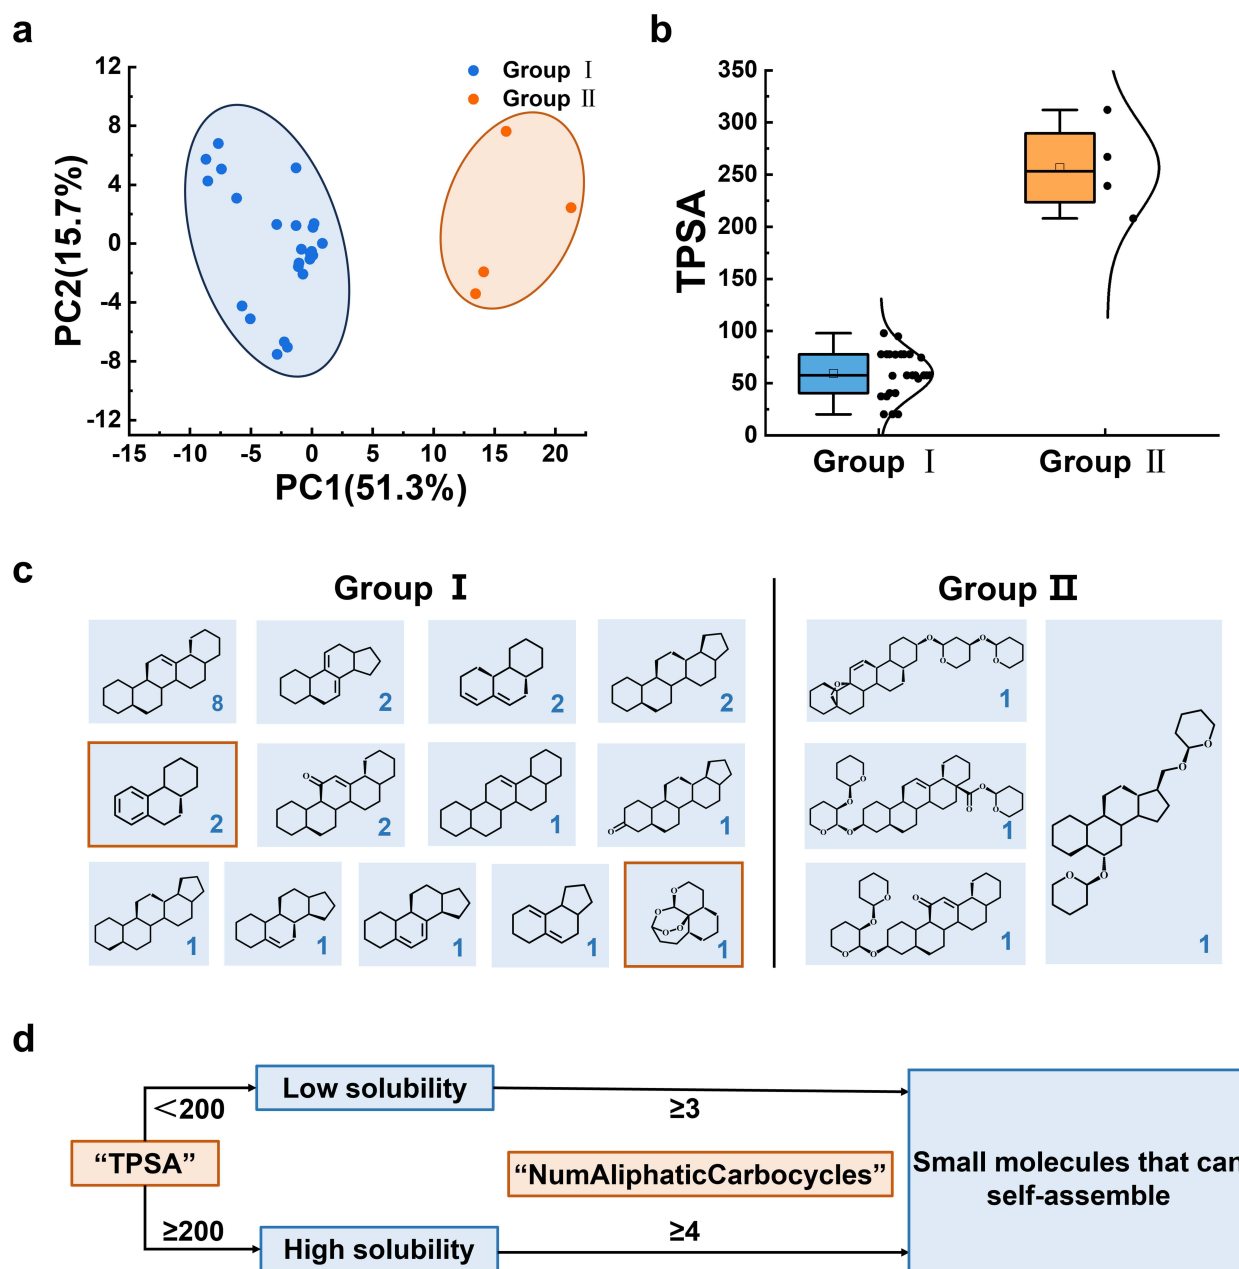 a
12
8
4
0
-4
-8
-12
-15 -10 -5 0 5 10 15 20
PC2(15.7%)
PC1(51.3%)
Group Ⅰ
Group Ⅱ
b
350
300
250
200
150
100
50
0
TPSA
Group Ⅰ Group Ⅱ
c
Group Ⅰ Group Ⅱ
8 2 2 2
O O O
1
O
2 2 1 1
O
O
O O O O O O O
1
O
O
O
O
1 1 1 1 1
O O O O O
O O O O O
1
1
d
<200
Low solubility
≥3
"TPSA"
"NumAliphaticCarbocycles"
Small molecules that can
self-assemble
≥200
High solubility
≥4